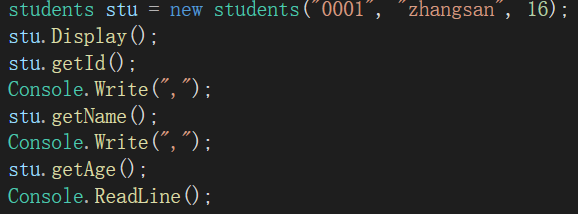 students stu = new students("0001", "zhangsan", 16);
stu.Display();
stu.getId();
Console.Write(",");
stu.getName();
Console.Write(",");
stu.getAge();
Console.ReadLine();